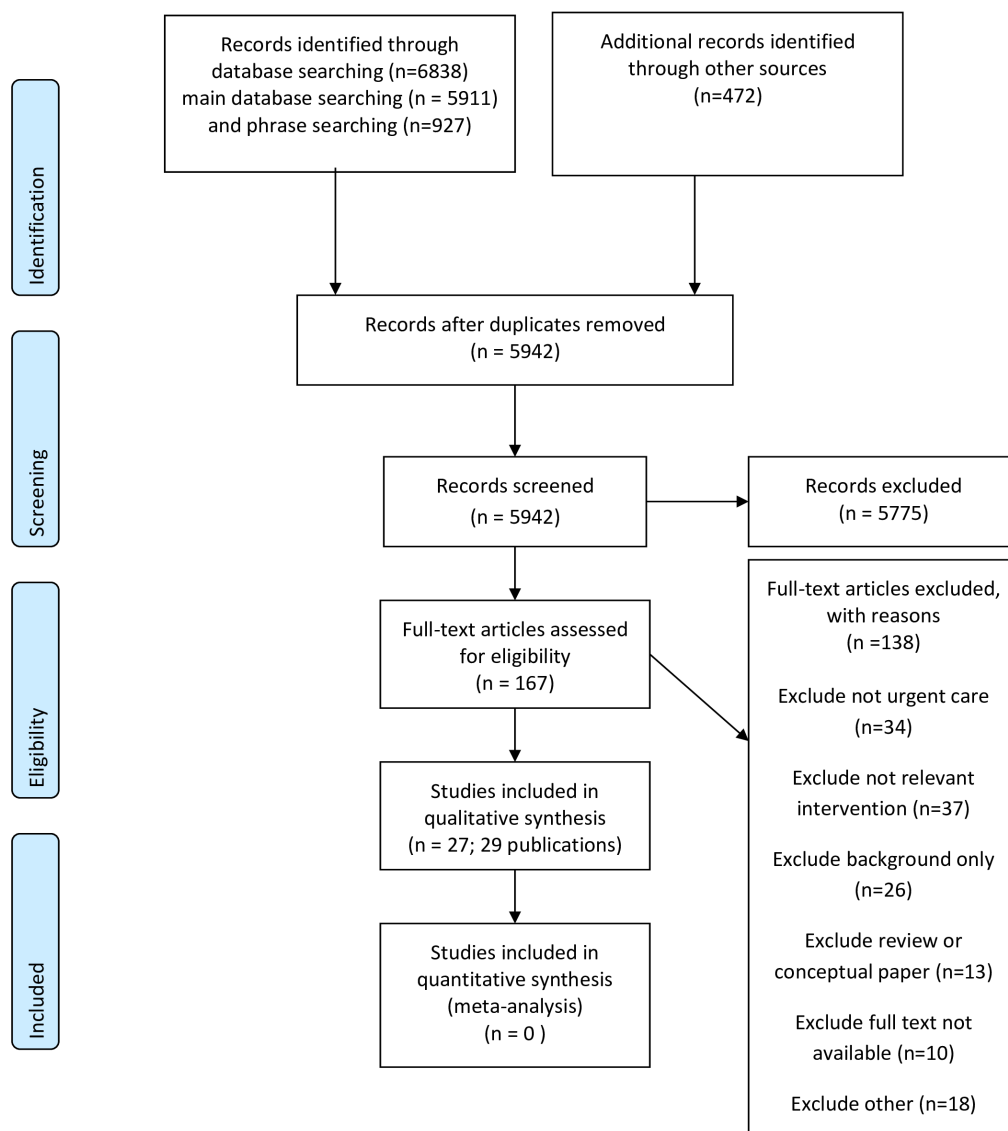 Records identified through
database searching (n=6838)
main database searching (n = 5911)
and phrase searching (n=927)
Additional records identified
through other sources
(n=472)
Identification
Records after duplicates removed
(n = 5942)
Screening
Records screened
(n = 5942)
Records excluded
(n = 5775)
Full-text articles assessed
for eligibility
(n = 167)
Full-text articles excluded,
with reasons
(n =138)
Exclude not urgent care
(n=34)
Exclude not relevant
intervention (n=37)
Exclude background only
(n=26)
Exclude review or
conceptual paper (n=13)
Exclude full text not
available (n=10)
Exclude other (n=18)
Eligibility
Studies included in
qualitative synthesis
(n = 27; 29 publications)
Included
Studies included in
quantitative synthesis
(meta-analysis)
(n = 0 )